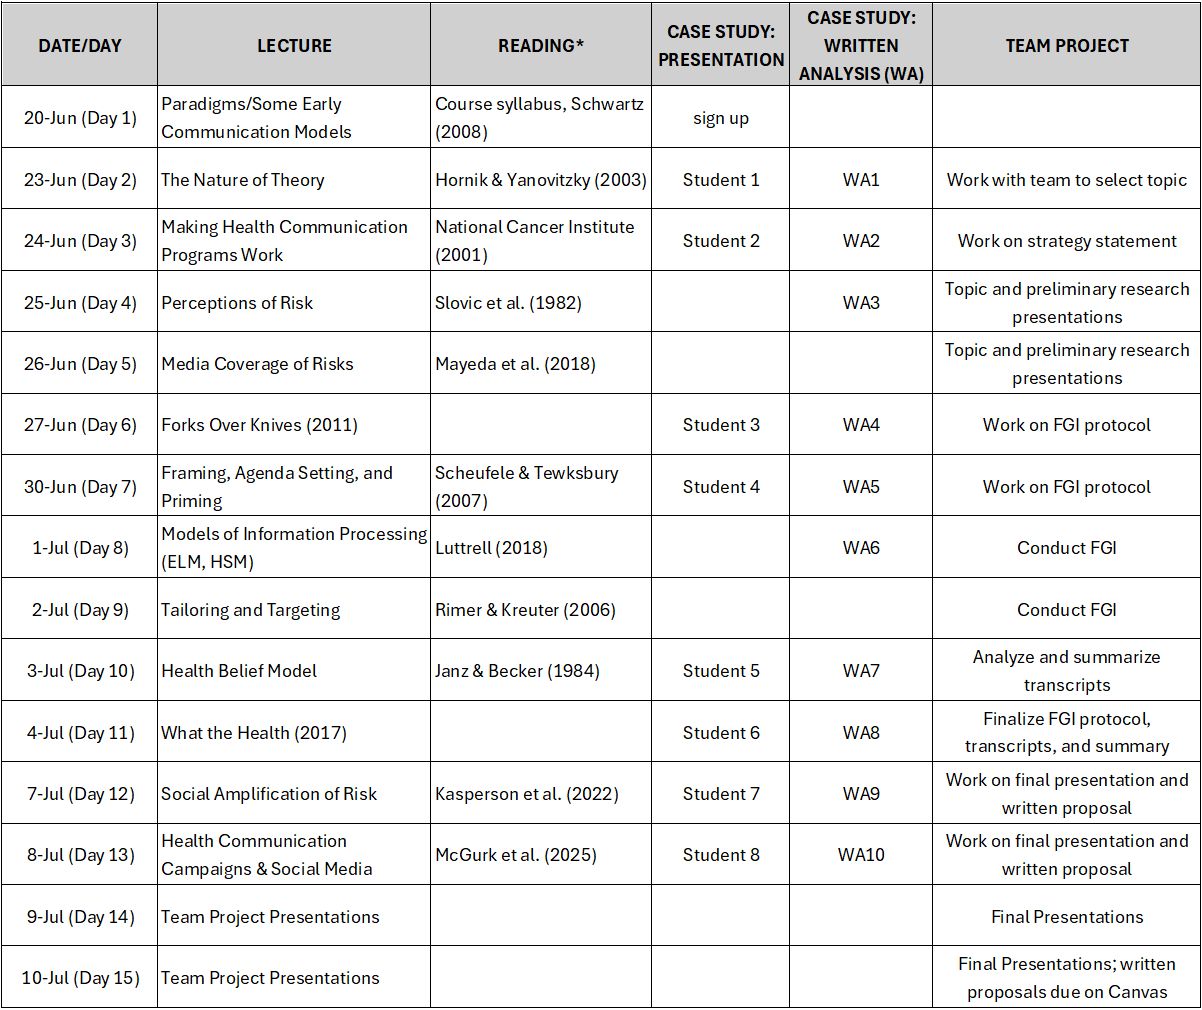 DATE/DAY LECTURE READING* CASE STUDY: PRESENTATION CASE STUDY: WRITTEN ANALYSIS (WA) TEAM PROJECT
20-Jun (Day 1) Paradigms/Some Early Communication Models Course syllabus, Schwartz (2008) sign up
23-Jun (Day 2) The Nature of Theory Hornik & Yanovitzky (2003) Student 1 WA1 Work with team to select topic
24-Jun (Day 3) Making Health Communication Programs Work National Cancer Institute (2001) Student 2 WA2 Work on strategy statement
25-Jun (Day 4) Perceptions of Risk Slovic et al. (1982) WA3 Topic and preliminary research presentations
26-Jun (Day 5) Media Coverage of Risks Mayeda et al. (2018) Topic and preliminary research presentations
27-Jun (Day 6) Forks Over Knives (2011) Student 3 WA4 Work on FGI protocol
30-Jun (Day 7) Framing, Agenda Setting, and Priming Scheufele & Tewksbury (2007) Student 4 WA5 Work on FGI protocol
1-Jul (Day 8) Models of Information Processing (ELM, HSM) Luttrell (2018) WA6 Conduct FGI
2-Jul (Day 9) Tailoring and Targeting Rimer & Kreuter (2006) Conduct FGI
3-Jul (Day 10) Health Belief Model Janz & Becker (1984) Student 5 WA7 Analyze and summarize transcripts
4-Jul (Day 11) What the Health (2017) Student 6 WA8 Finalize FGI protocol, transcripts, and summary
7-Jul (Day 12) Social Amplification of Risk Kasperson et al. (2022) Student 7 WA9 Work on final presentation and written proposal
8-Jul (Day 13) Health Communication Campaigns & Social Media McGurk et al. (2025) Student 8 WA10 Work on final presentation and written proposal
9-Jul (Day 14) Team Project Presentations Final Presentations
10-Jul (Day 15) Team Project Presentations Final Presentations; written proposals due on Canvas